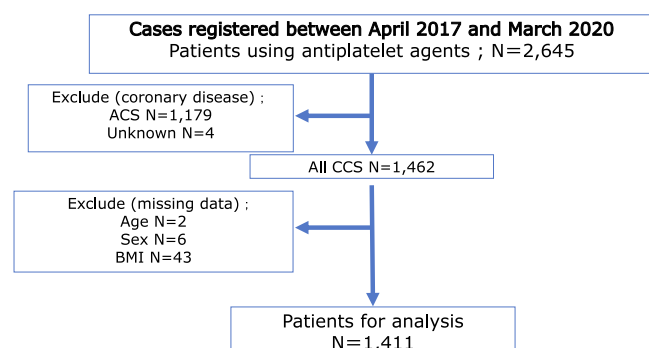 Cases registered between April 2017 and March 2020
Patients using antiplatelet agents ; N＝2,645
Exclude (coronary disease) ;
ACS N=1,179
Unknown N=4
All CCS N=1,462
Exclude (missing data) ;
Age N=2
Sex N=6
BMI N=43
Patients for analysis
N＝1,411